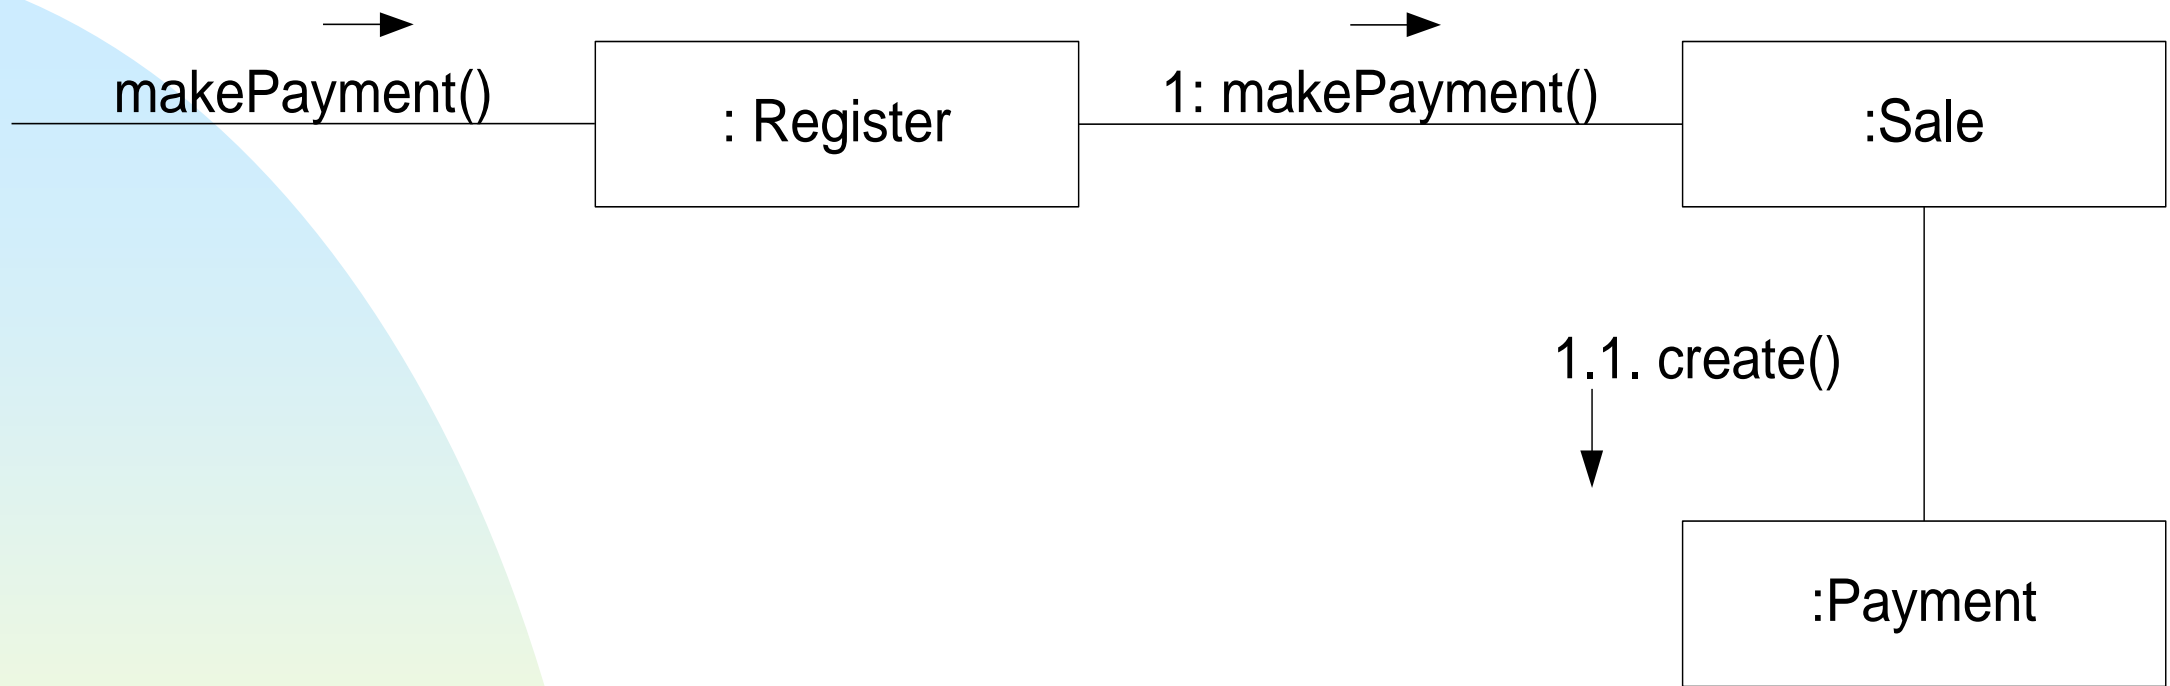 makePayment()
: Register
1: makePayment()
:Sale
1.1. create()
:Payment